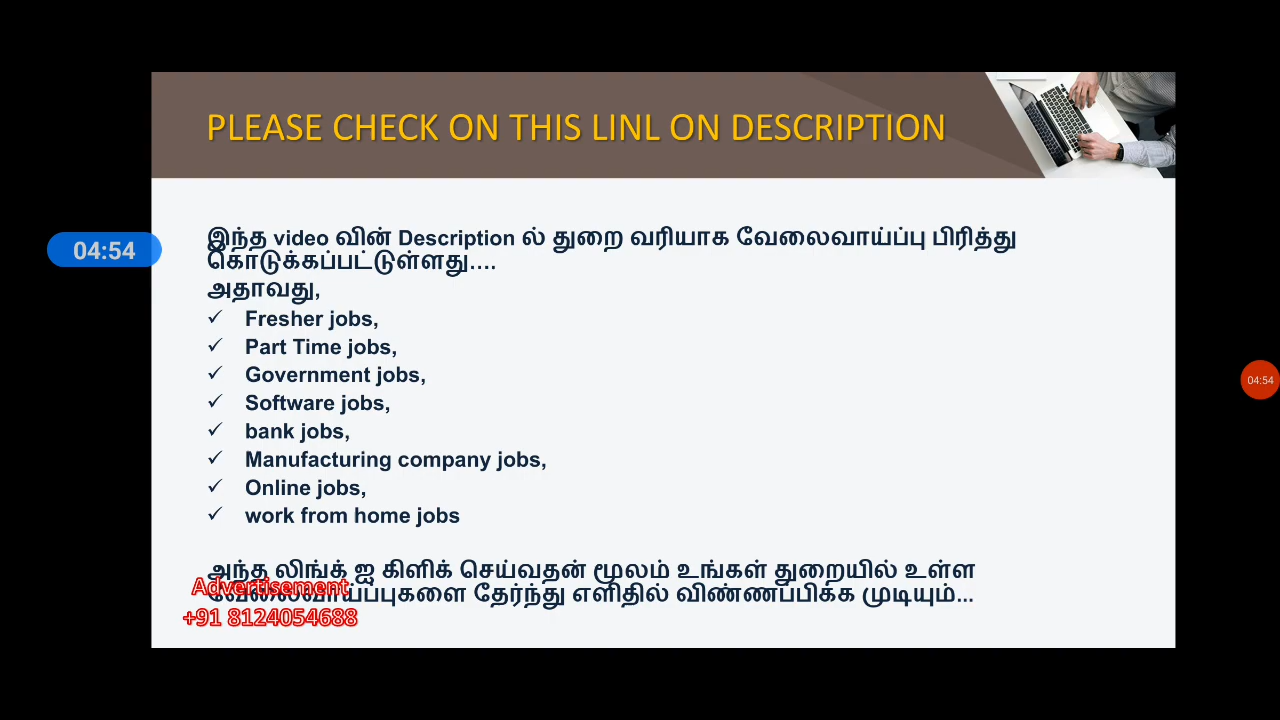 PLEASE CHECK ON THIS LINL ON DESCRIPTION
இந்த video வின் Description ல் துறை வரியாக வேலைவாய்ப்பு பிரித்து
கொடுக்கப்பட்டுள்ளது....
அதாவது,
✓ Fresher jobs,
✓ Part Time jobs,
✓ Government jobs,
✓ Software jobs,
✓ bank jobs,
✓ Manufacturing company jobs,
✓ Online jobs,
✓ work from home jobs
அந்த லிங்க் ஐ கிளிக் செய்வதன் மூலம் உங்கள் துறையில் உள்ள
வேலைவாய்ப்புகளை தேர்ந்து எளிதில் விண்ணப்பிக்க முடியும்...
Advertisement
+91 8124054688
04:54
04:54